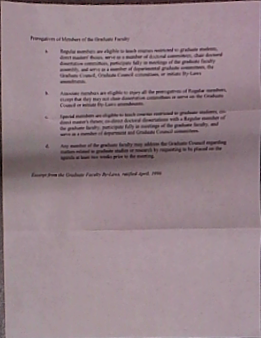 Prerogatives of Members of the Graduate Faculty
a. Regular members are eligible to teach courses restricted to graduate students,
direct masters' theses, serve as a member of doctoral committees, chair doctoral
dissertation committees, participate fully in meetings of the graduate faculty
assembly, and serve as a member of departmental graduate committees, the
Graduate Council, Graduate Council committees, or initiate By-Laws
amendments.
b. Associate members are eligible to enjoy all the prerogatives of Regular members,
except that they may not chair dissertation committees or serve on the Graduate
Council or initiate By-Laws amendments.
c. Special members are eligible to teach courses restricted to graduate students,
direct master's theses, co-direct doctoral dissertations with a Regular member of
the graduate faculty, participate fully in meetings of the graduate faculty, and
serve as a member of department and Graduate Council committees.
d. Any member of the graduate faculty may address the Graduate Council regarding
matters related to graduate studies or research by requesting to be placed on the
agenda at least two weeks prior to the meeting.
Excerpt from the Graduate Faculty By-Laws, ratified April,